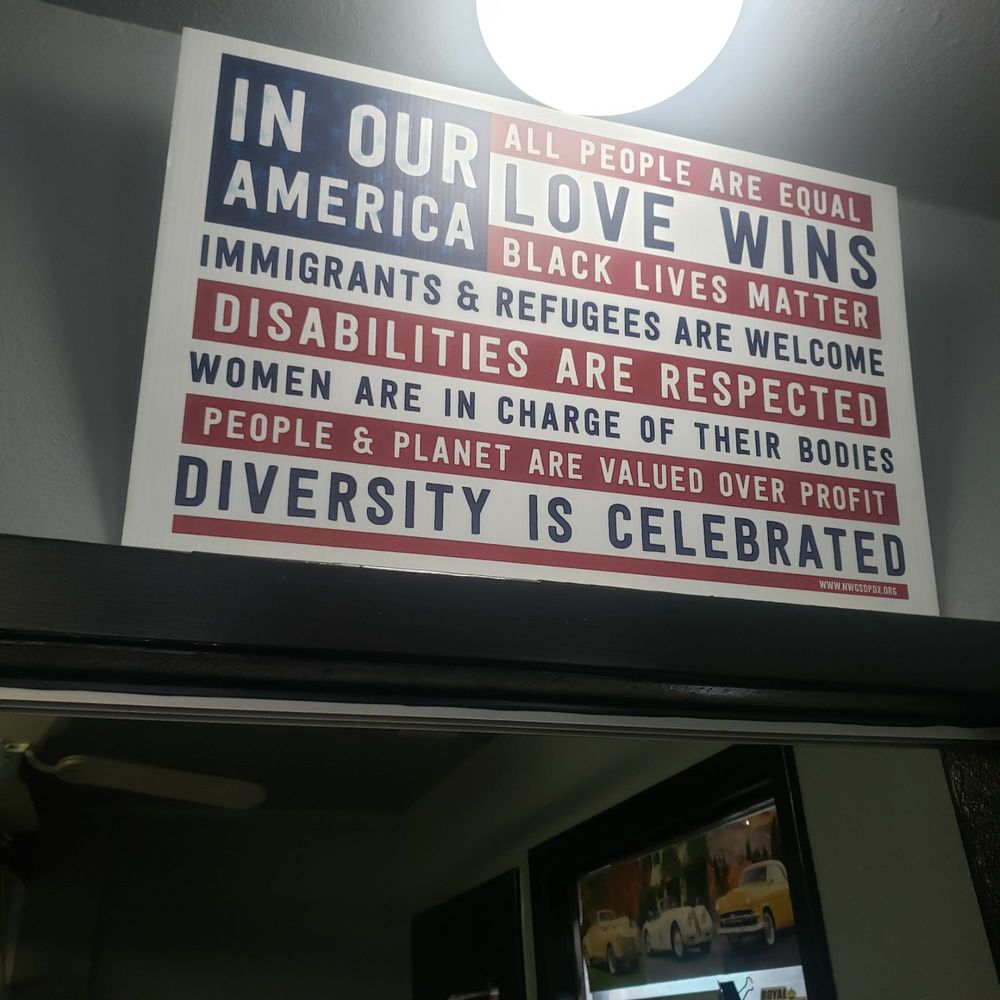 IN OUR
AMERICA
ALL PEOPLE ARE EQUAL
LOVE WINS
BLACK LIVES MATTER
IMMIGRANTS & REFUGEES ARE WELCOME
DISABILITIES ARE RESPECTED
WOMEN ARE IN CHARGE OF THEIR BODIES
PEOPLE & PLANET ARE VALUED OVER PROFIT
DIVERSITY IS CELEBRATED
WWW.NWGSDPDX.ORG
ROYAL